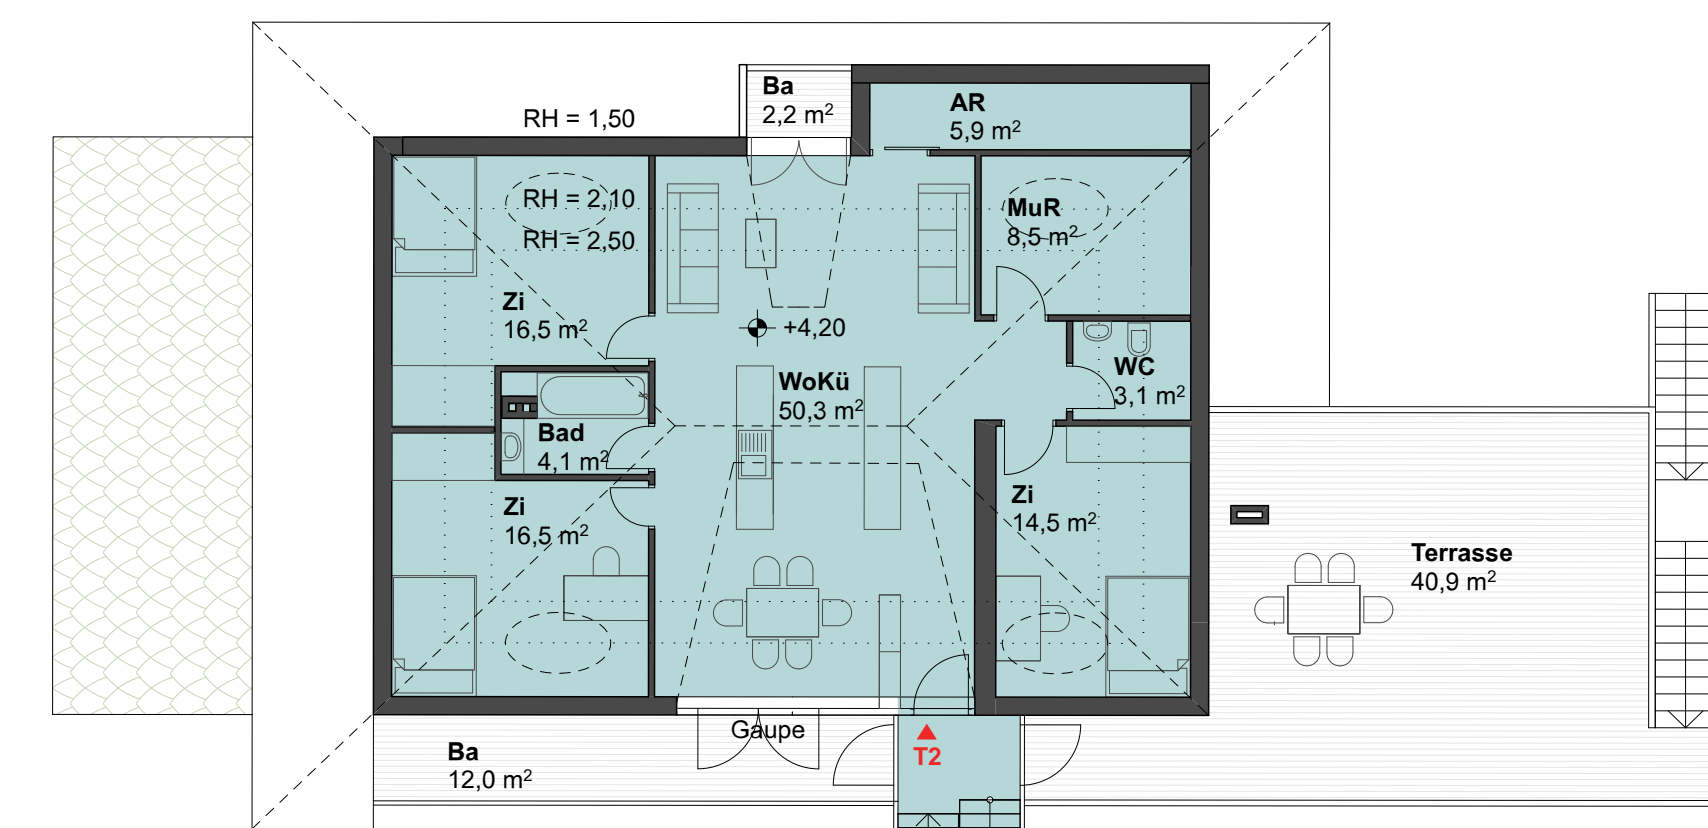 Ba
2,2 m²
AR
5,9 m²
RH = 1,50
RH = 2,10
RH = 2,50
MuR
8,5 m²
Zi
16,5 m²
+4,20
WoKü
50,3 m²
WC
3,1 m²
Bad
4,1 m²
Zi
16,5 m²
Zi
14,5 m²
Terrasse
40,9 m²
Gaupe
Ba
12,0 m²
T2